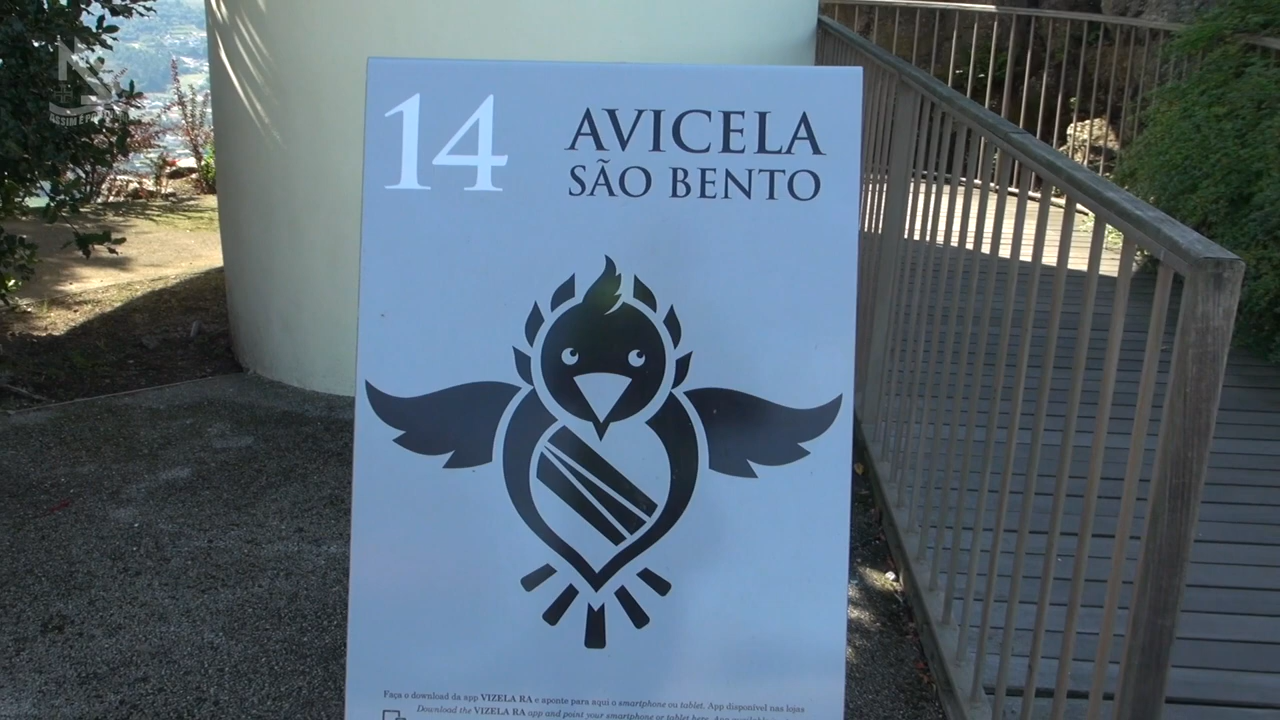 14
AVICELA
SÃO BENTO
Faça o download da app VIZELA RA e aponte para aqui o smartphone ou tablet. App disponível nas lojas
Download the VIZELA RA app and point your smartphone or tablet here. App available